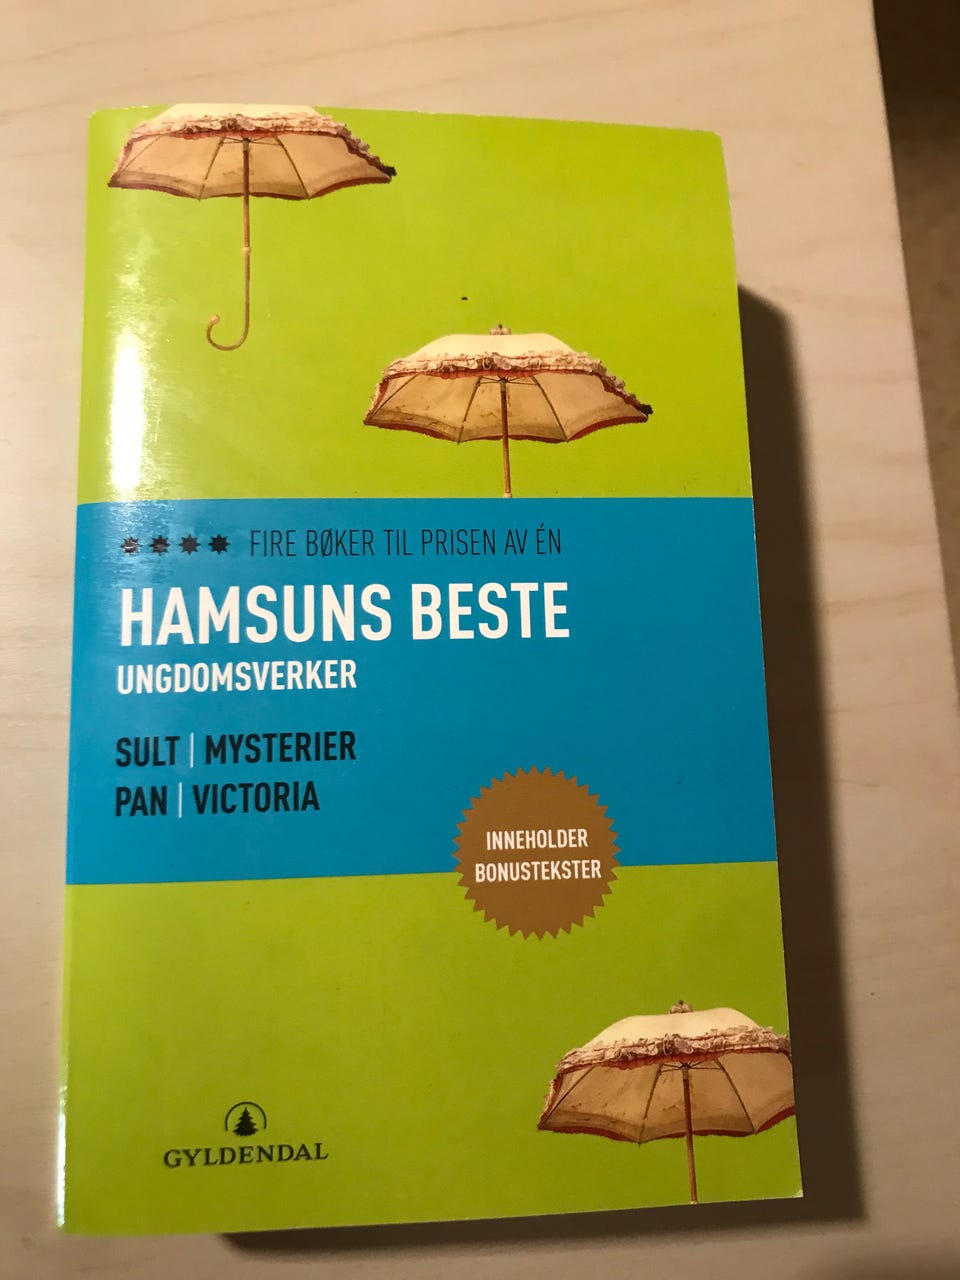 FIRE BØKER TIL PRISEN AV ÉN
HAMSUNS BESTE
UNGDOMSVERKER
SULT | MYSTERIER
PAN | VICTORIA
INNEHOLDER
BONUSTEKSTER
GYLDENDAL